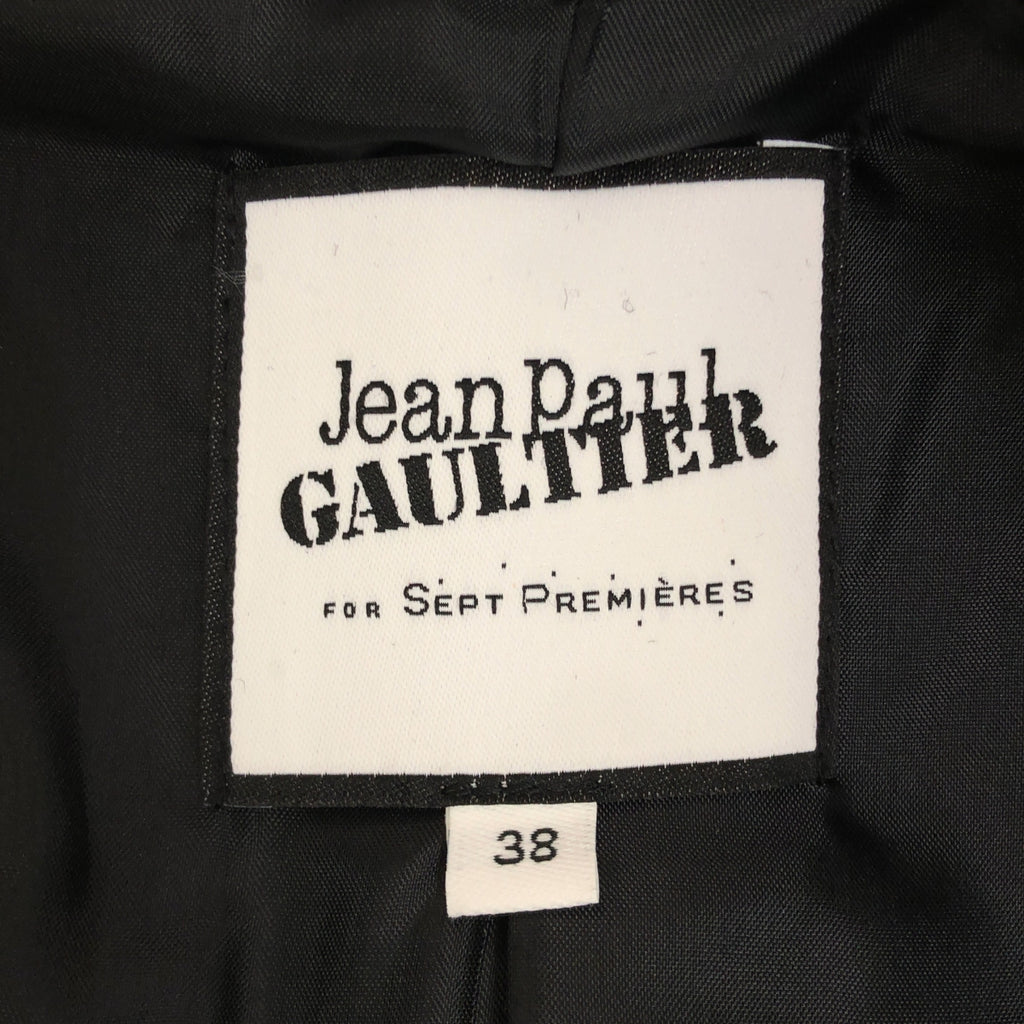 Jean Paul
GAULTIER
FOR SEPT PREMIÈRES
38